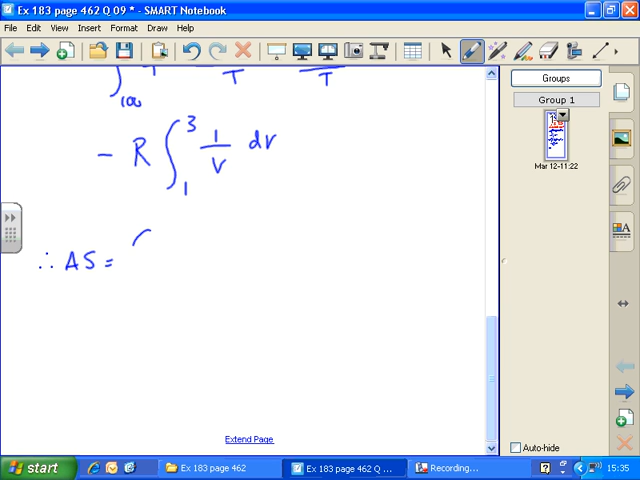 Ex 183 page 462 Q 09 * - SMART Notebook
File Edit View Insert Format Draw Help
Groups
Group 1
Mar 12-11:22
100 T T
- R ∫₁³ 1/v dv
∴ ΔS = (
Extend Page
Auto-hide
start Ex 183 page 462 Ex 183 page 462 Q ... Recording... 15:35